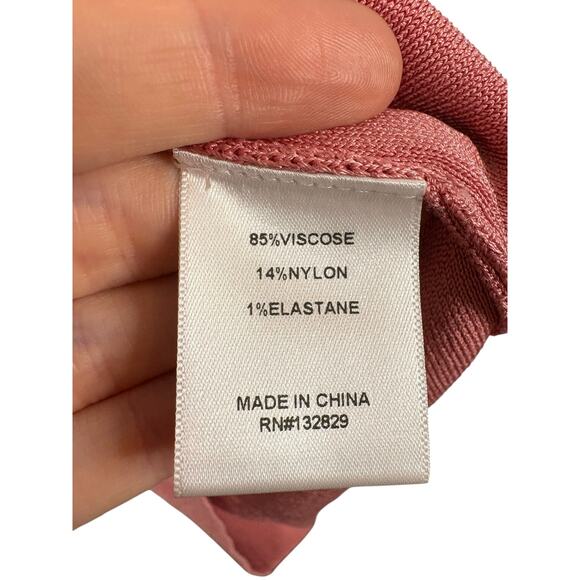 85%VISCOSE
14%NYLON
1%ELASTANE
MADE IN CHINA
RN#132829